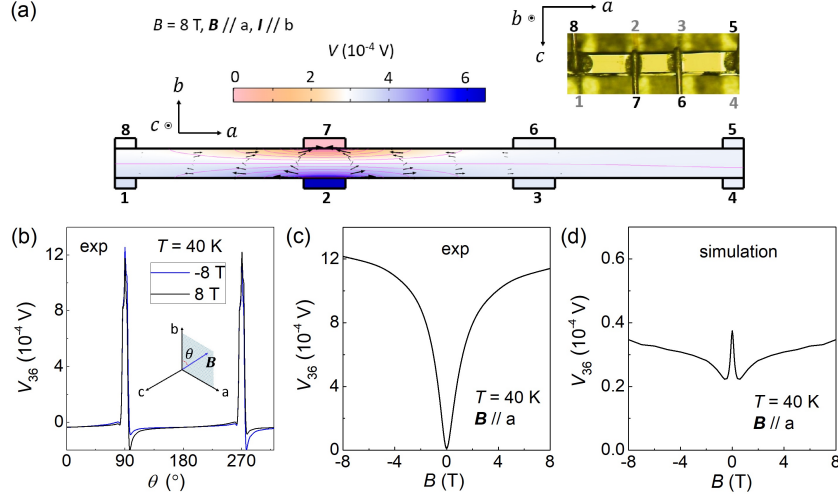 (a)
B = 8 T, B // a, I // b
V (10⁻⁴ V)
0 2 4 6
b
c a
8 7 6 5
1 2 3 4
b a
c
8 2 3 5
1 7 6 4
(b)
exp T = 40 K
-8 T
8 T
b
θ B
c a
V₃₆ (10⁻⁴ V)
12
8
4
0
0 90 180 270
θ (°)
(c)
exp
T = 40 K
B // a
V₃₆ (10⁻⁴ V)
12
8
4
0
-8 -4 0 4 8
B (T)
(d)
simulation
T = 40 K
B // a
V₃₆ (10⁻⁴ V)
0.6
0.4
0.2
0.0
-8 -4 0 4 8
B (T)